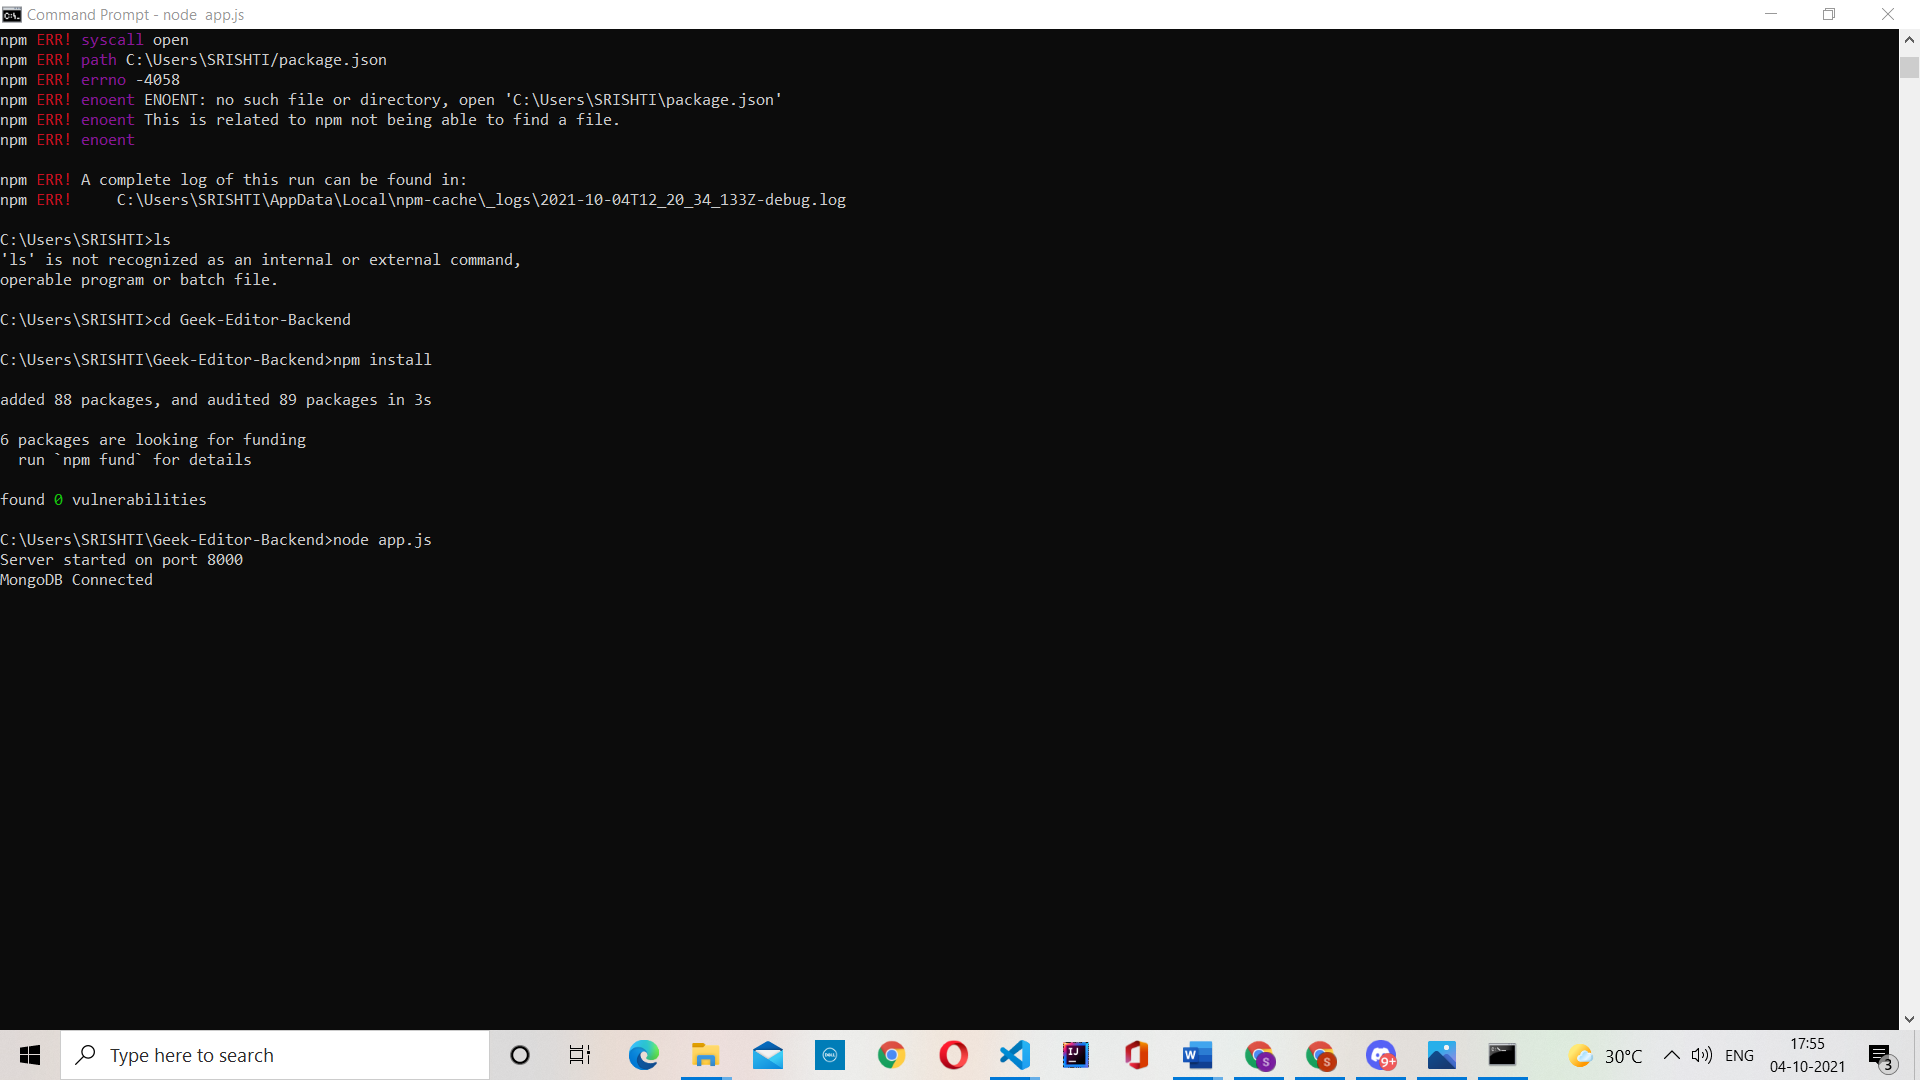 Command Prompt - node  app.js
npm ERR! syscall open
npm ERR! path C:\Users\SRISHTI/package.json
npm ERR! errno -4058
npm ERR! enoent ENOENT: no such file or directory, open 'C:\Users\SRISHTI\package.json'
npm ERR! enoent This is related to npm not being able to find a file.
npm ERR! enoent
npm ERR! A complete log of this run can be found in:
npm ERR!     C:\Users\SRISHTI\AppData\Local\npm-cache\_logs\2021-10-04T12_20_34_133Z-debug.log
C:\Users\SRISHTI>ls
'ls' is not recognized as an internal or external command,
operable program or batch file.
C:\Users\SRISHTI>cd Geek-Editor-Backend
C:\Users\SRISHTI\Geek-Editor-Backend>npm install
added 88 packages, and audited 89 packages in 3s
6 packages are looking for funding
  run `npm fund` for details
found 0 vulnerabilities
C:\Users\SRISHTI\Geek-Editor-Backend>node app.js
Server started on port 8000
MongoDB Connected
Type here to search
DELL
IJ
W
S
S
9+
30°C
ENG
17:55
04-10-2021
3